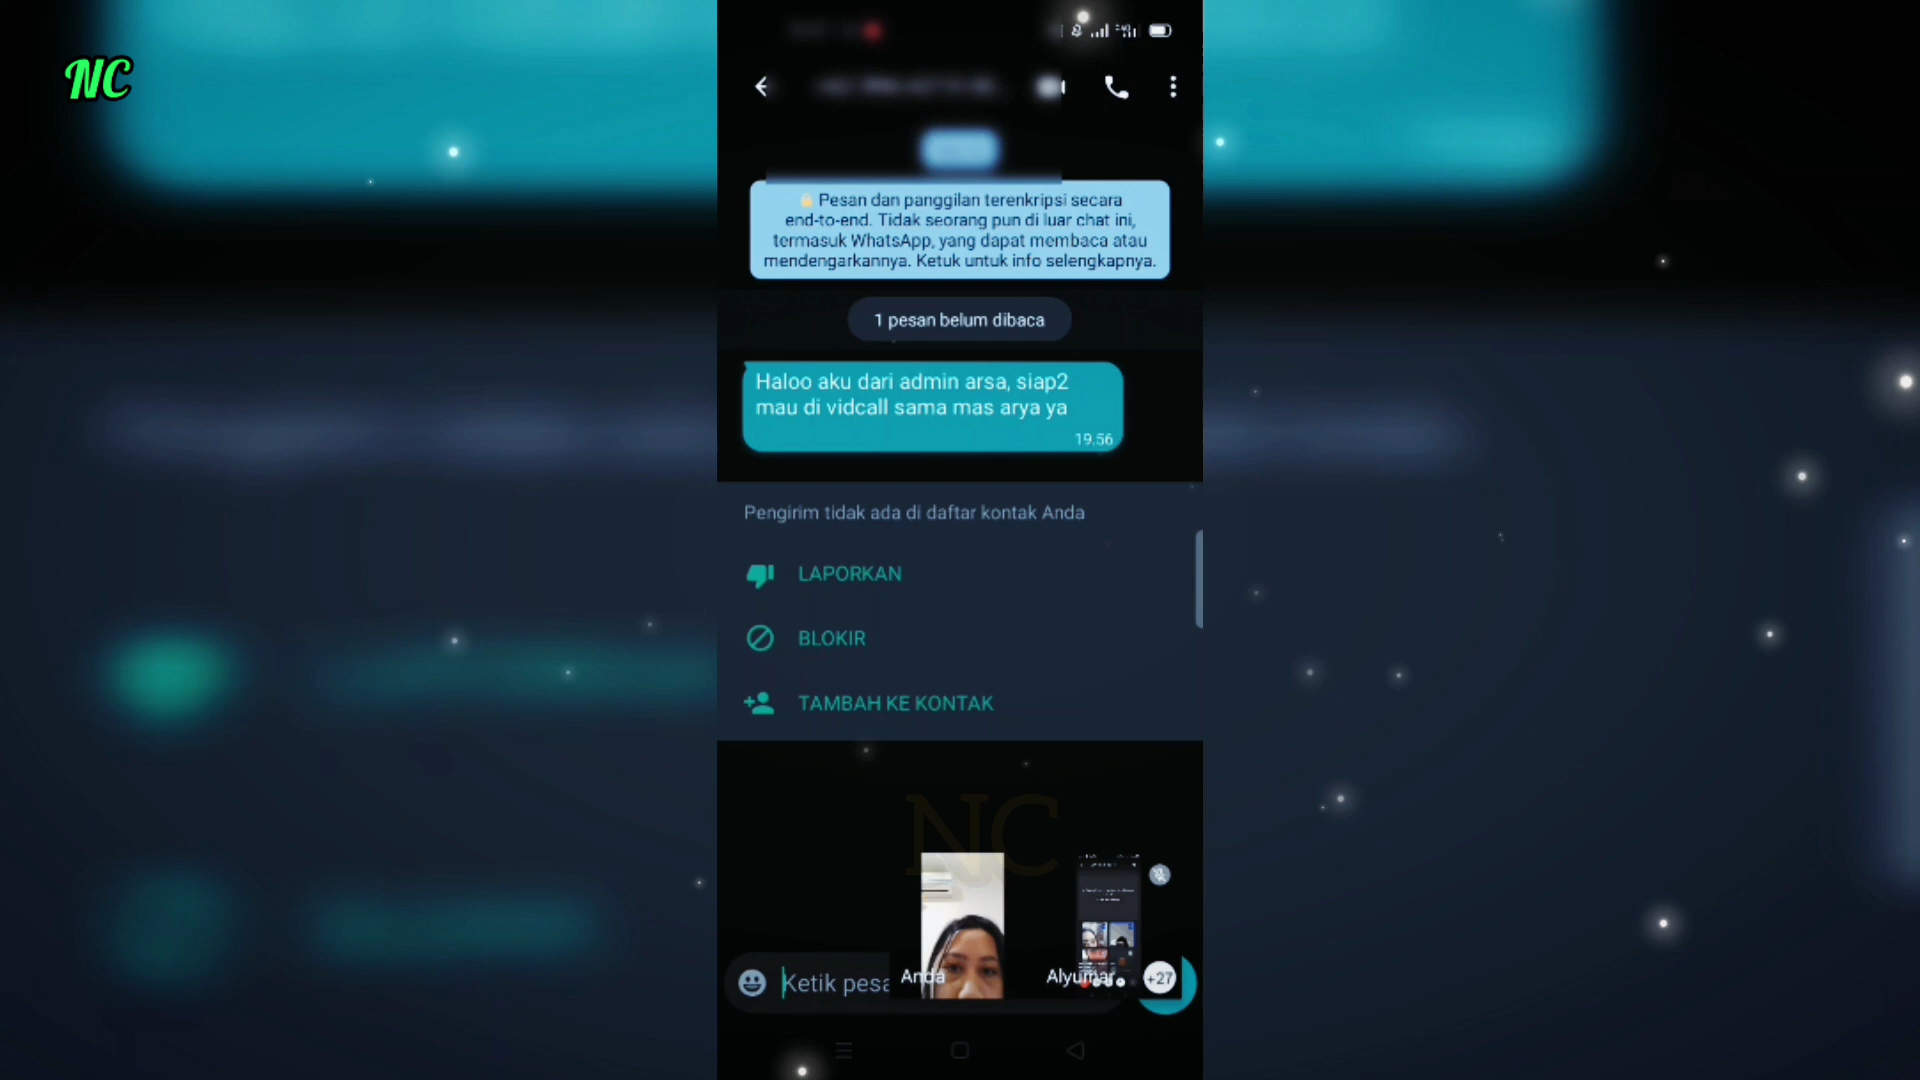 NC
Pesan dan panggilan terenkripsi secara
end-to-end. Tidak seorang pun di luar chat ini,
termasuk WhatsApp, yang dapat membaca atau
mendengarkannya. Ketuk untuk info selengkapnya.
1 pesan belum dibaca
Haloo aku dari admin arsa, siap2
mau di vidcall sama mas arya ya
19.56
Pengirim tidak ada di daftar kontak Anda
LAPORKAN
BLOKIR
TAMBAH KE KONTAK
NC
Ketik pesa
Anda
Alyumar
+27